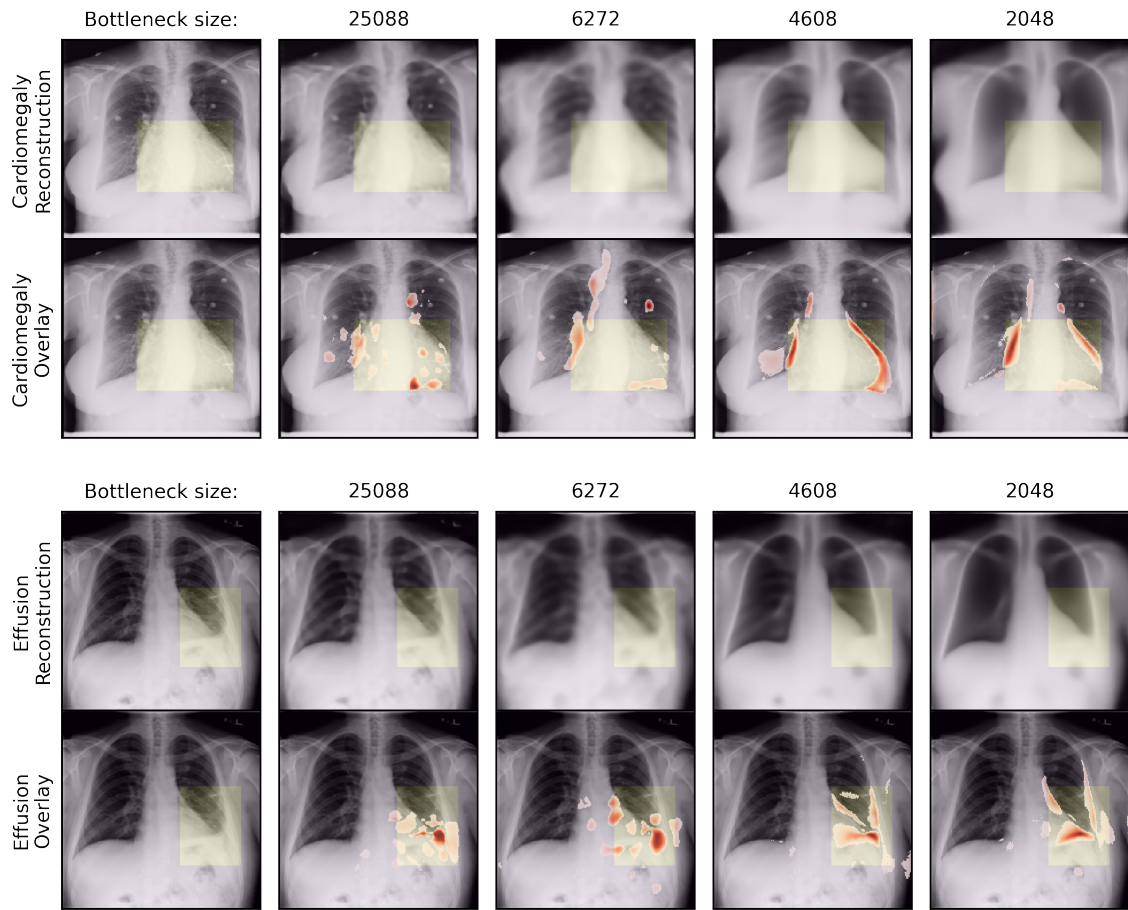 Bottleneck size: 25088 6272 4608 2048
Cardiomegaly
Reconstruction
Cardiomegaly
Overlay
Bottleneck size: 25088 6272 4608 2048
Effusion
Reconstruction
Effusion
Overlay